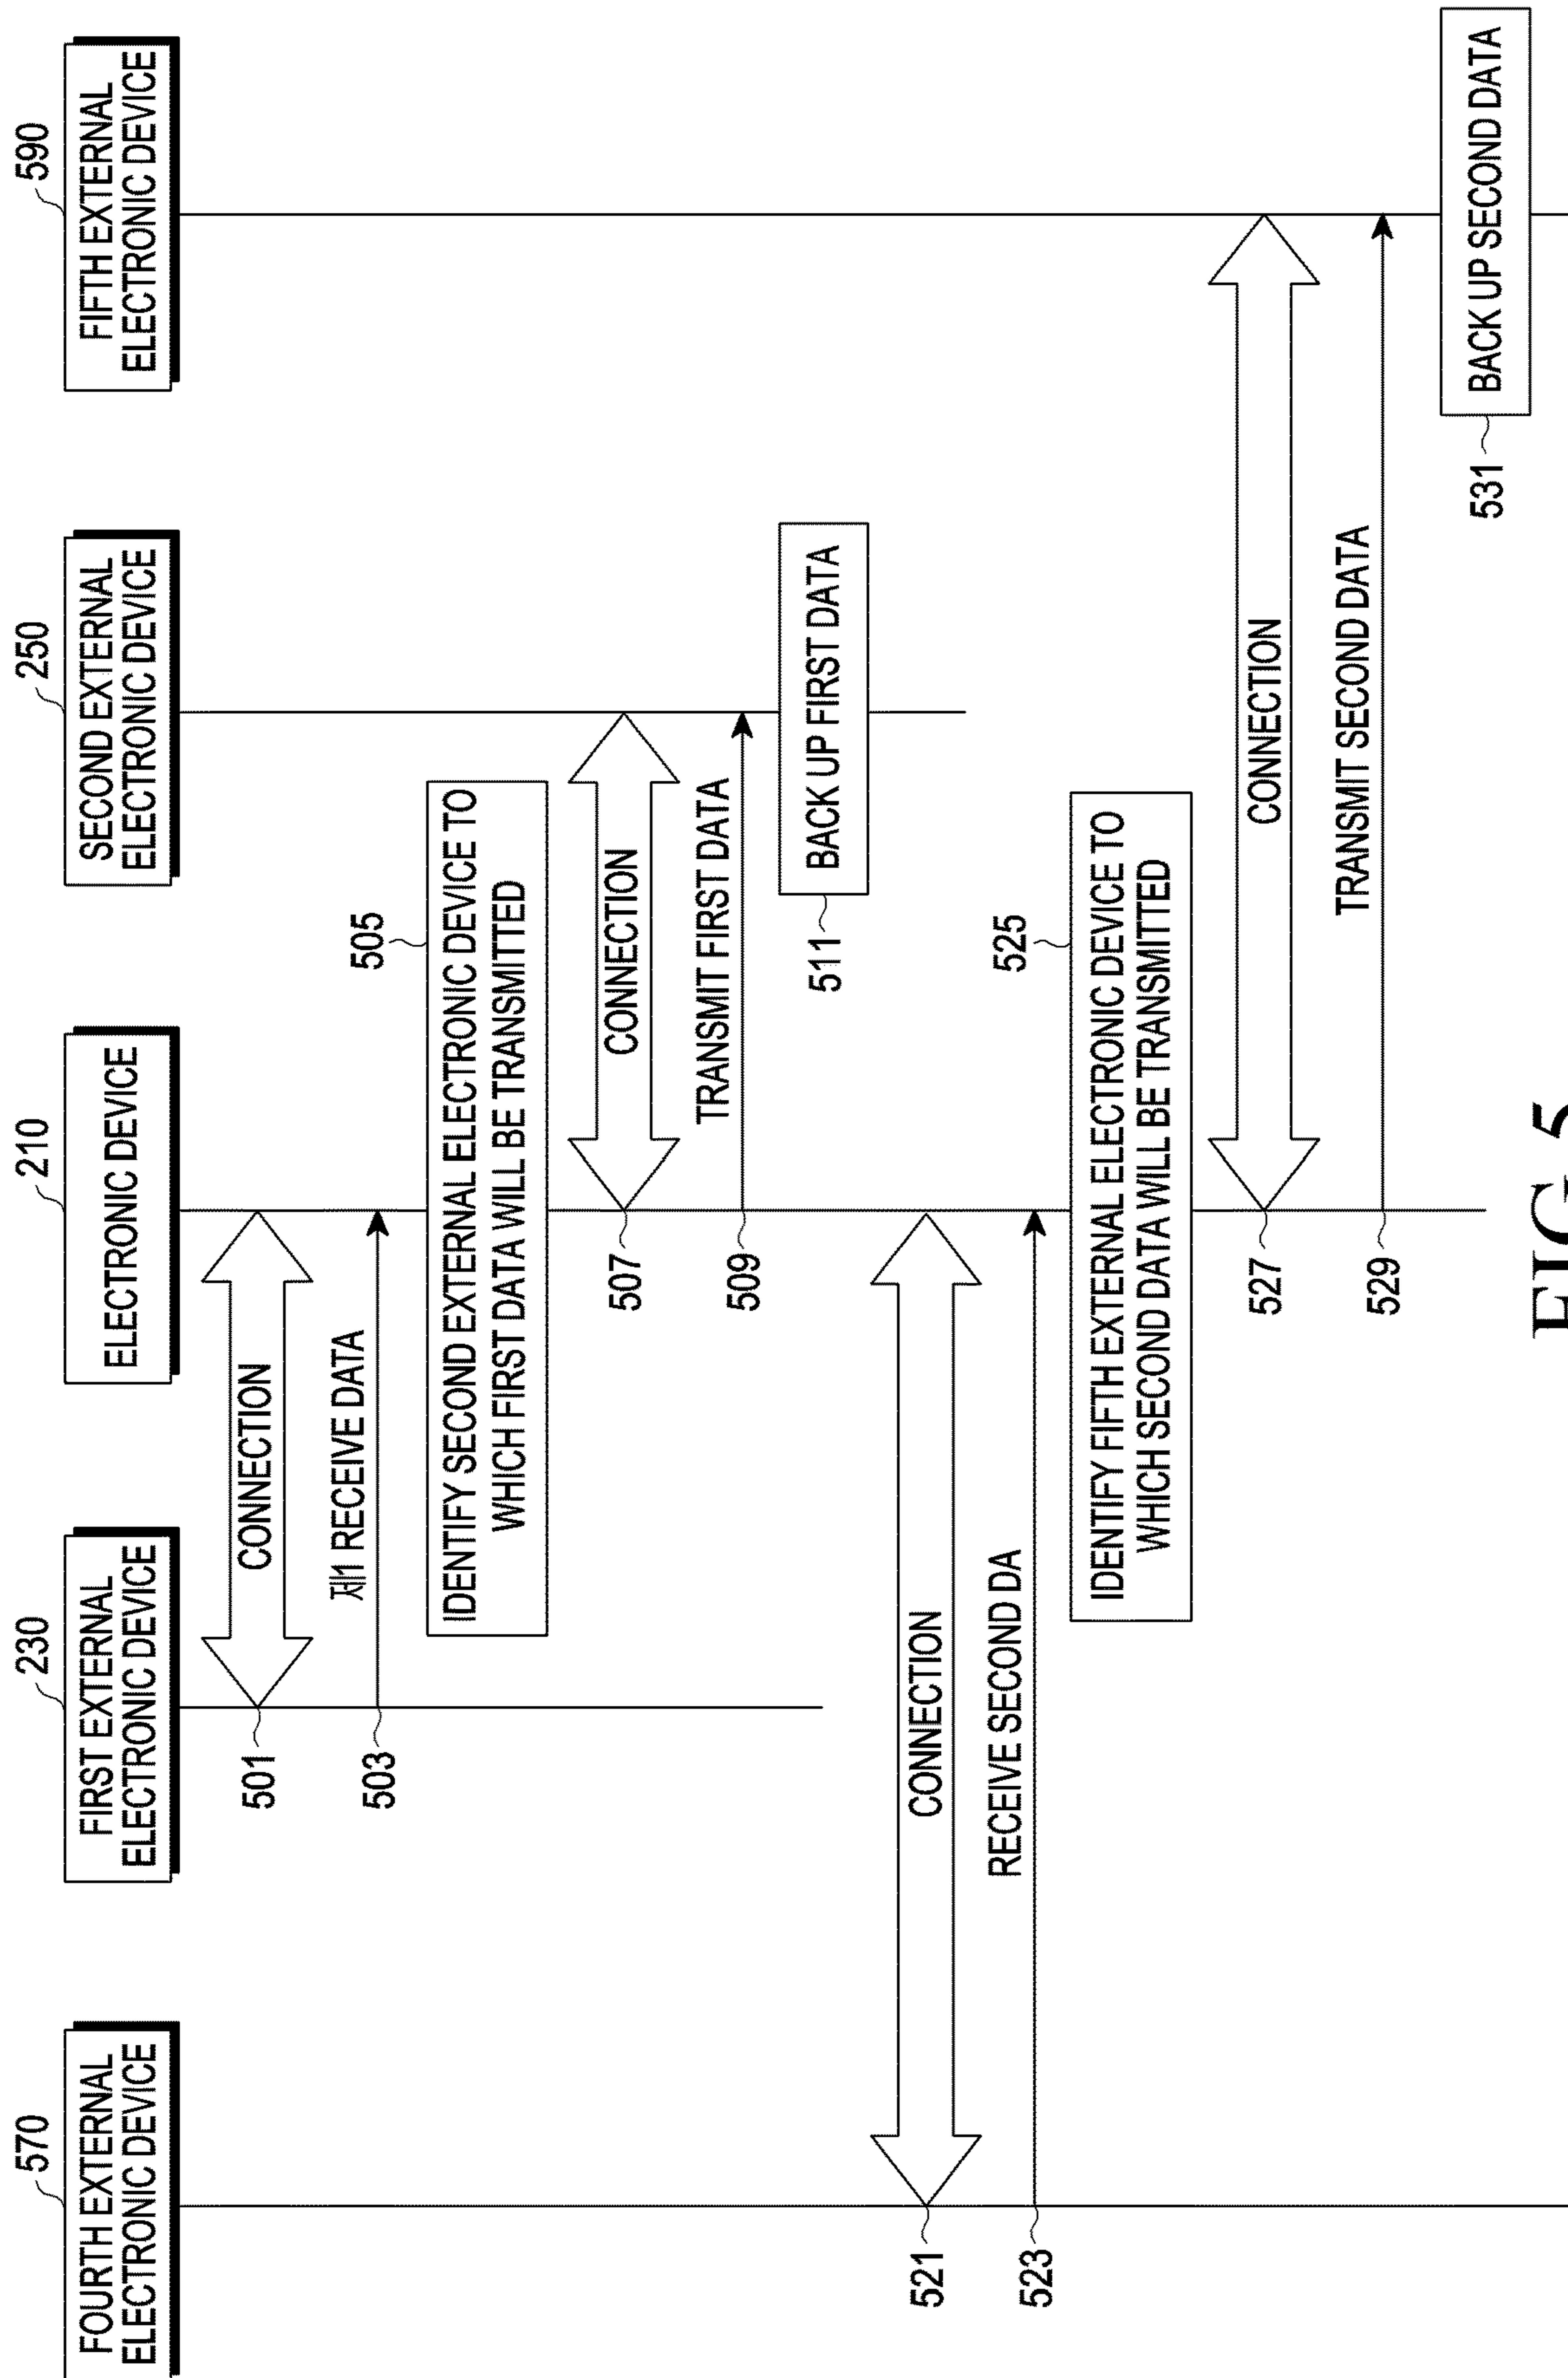 570
FOURTH EXTERNAL
ELECTRONIC DEVICE
230
FIRST EXTERNAL
ELECTRONIC DEVICE
210
ELECTRONIC DEVICE
250
SECOND EXTERNAL
ELECTRONIC DEVICE
590
FIFTH EXTERNAL
ELECTRONIC DEVICE
501
CONNECTION
503
제1 RECEIVE DATA
505
IDENTIFY SECOND EXTERNAL ELECTRONIC DEVICE TO
WHICH FIRST DATA WILL BE TRANSMITTED
507
CONNECTION
509
TRANSMIT FIRST DATA
511
BACK UP FIRST DATA
521
CONNECTION
523
RECEIVE SECOND DA
525
IDENTIFY FIFTH EXTERNAL ELECTRONIC DEVICE TO
WHICH SECOND DATA WILL BE TRANSMITTED
527
CONNECTION
529
TRANSMIT SECOND DATA
531
BACK UP SECOND DATA
FIG.5